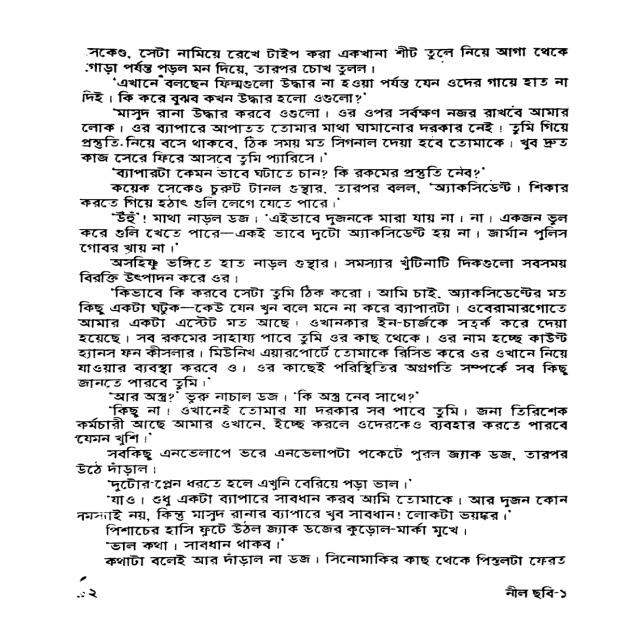 সেকেণ্ড, সেটা নামিয়ে রেখে টাইপ করা একখানা শীট তুলে নিয়ে আগা থেকে
গোড়া পর্যন্ত পড়ল মন দিয়ে, তারপর চোখ তুলল।
'এখানে বলছেন ফিল্মগুলো উদ্ধার না হওয়া পর্যন্ত যেন ওদের গায়ে হাত না
দিই। কি করে বুঝব কখন উদ্ধার হলো ওগুলো?'
'মাসুদ রানা উদ্ধার করবে ওগুলো। ওর ওপর সর্বক্ষণ নজর রাখবে আমার
লোক। ওর ব্যাপারে আপাতত তোমার মাথা ঘামানোর দরকার নেই। তুমি গিয়ে
প্রস্তুতি নিয়ে বসে থাকবে, ঠিক সময় মত সিগনাল দেয়া হবে তোমাকে। খুব দ্রুত
কাজ সেরে ফিরে আসবে তুমি প্যারিসে।'
'ব্যাপারটা কেমন ভাবে ঘটাতে চান? কি রকমের প্রস্তুতি নেব?'
কয়েক সেকেণ্ড চুরুট টানল গুস্থার, তারপর বলল, 'অ্যাকসিডেণ্ট। শিকার
করতে গিয়ে হঠাৎ গুলি লেগে যেতে পারে।'
'উঁহুঁ'! মাথা নাড়ল ডজ। 'এইভাবে দুজনকে মারা যায় না। না। একজন ভুল
করে গুলি খেতে পারে—একই ভাবে দুটো অ্যাকসিডেণ্ট হয় না। জার্মান পুলিস
গোবর খায় না।'
অসহিষ্ণু ভঙ্গিতে হাত নাড়ল গুস্থার। সমস্যার খুঁটিনাটি দিকগুলো সবসময়
বিরক্তি উৎপাদন করে ওর।
'কিভাবে কি করবে সেটা তুমি ঠিক করো। আমি চাই, অ্যাকসিডেণ্টের মত
কিছু একটা ঘটুক—কেউ যেন খুন বলে মনে না করে ব্যাপারটা। ওবেরামারগোতে
আমার একটা এস্টেট মত আছে। ওখানকার ইন-চার্জকে সতর্ক করে দেয়া
হয়েছে। সব রকমের সাহায্য পাবে তুমি ওর কাছ থেকে। ওর নাম হচ্ছে কাউণ্ট
হ্যানস ফন কীসলার। মিউনিখ এয়ারপোর্টে তোমাকে রিসিভ করে ওর ওখানে নিয়ে
যাওয়ার ব্যবস্থা করবে ও। ওর কাছেই পরিস্থিতির অগ্রগতি সম্পর্কে সব কিছু
জানতে পারবে তুমি।'
'আর অস্ত্র?' ভুরু নাচাল ডজ। 'কি অস্ত্র নেব সাথে?'
'কিছু না। ওখানেই তোমার যা দরকার সব পাবে তুমি। জনা তিরিশেক
কর্মচারী আছে আমার ওখানে, ইচ্ছে করলে ওদেরকেও ব্যবহার করতে পারবে
যেমন খুশি।'
সবকিছু এনভেলাপে ভরে এনভেলাপটা পকেটে পুরল জ্যাক ডজ, তারপর
উঠে দাঁড়াল।
'দুটোর প্লেন ধরতে হলে এখুনি বেরিয়ে পড়া ভাল।'
'যাও। শুধু একটা ব্যাপারে সাবধান করব আমি তোমাকে। আর দুজন কোন
সমস্যাই নয়, কিন্তু মাসুদ রানার ব্যাপারে খুব সাবধান! লোকটা ভয়ঙ্কর।'
পিশাচের হাসি ফুটে উঠল জ্যাক ডজের কুড়োল-মার্কা মুখে।
'ভাল কথা। সাবধান থাকব।'
কথাটা বলেই আর দাঁড়াল না ডজ। সিনোমাকির কাছ থেকে পিস্তলটা ফেরত
২
নীল ছবি-১